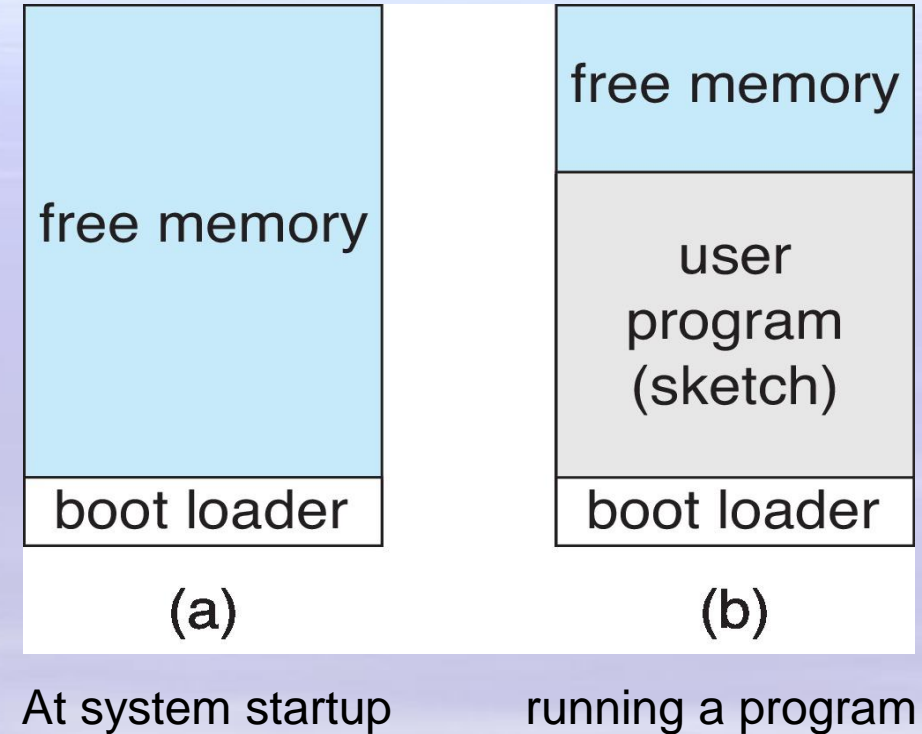 free memory
boot loader
(a)
At system startup
free memory
user
program
(sketch)
boot loader
(b)
running a program